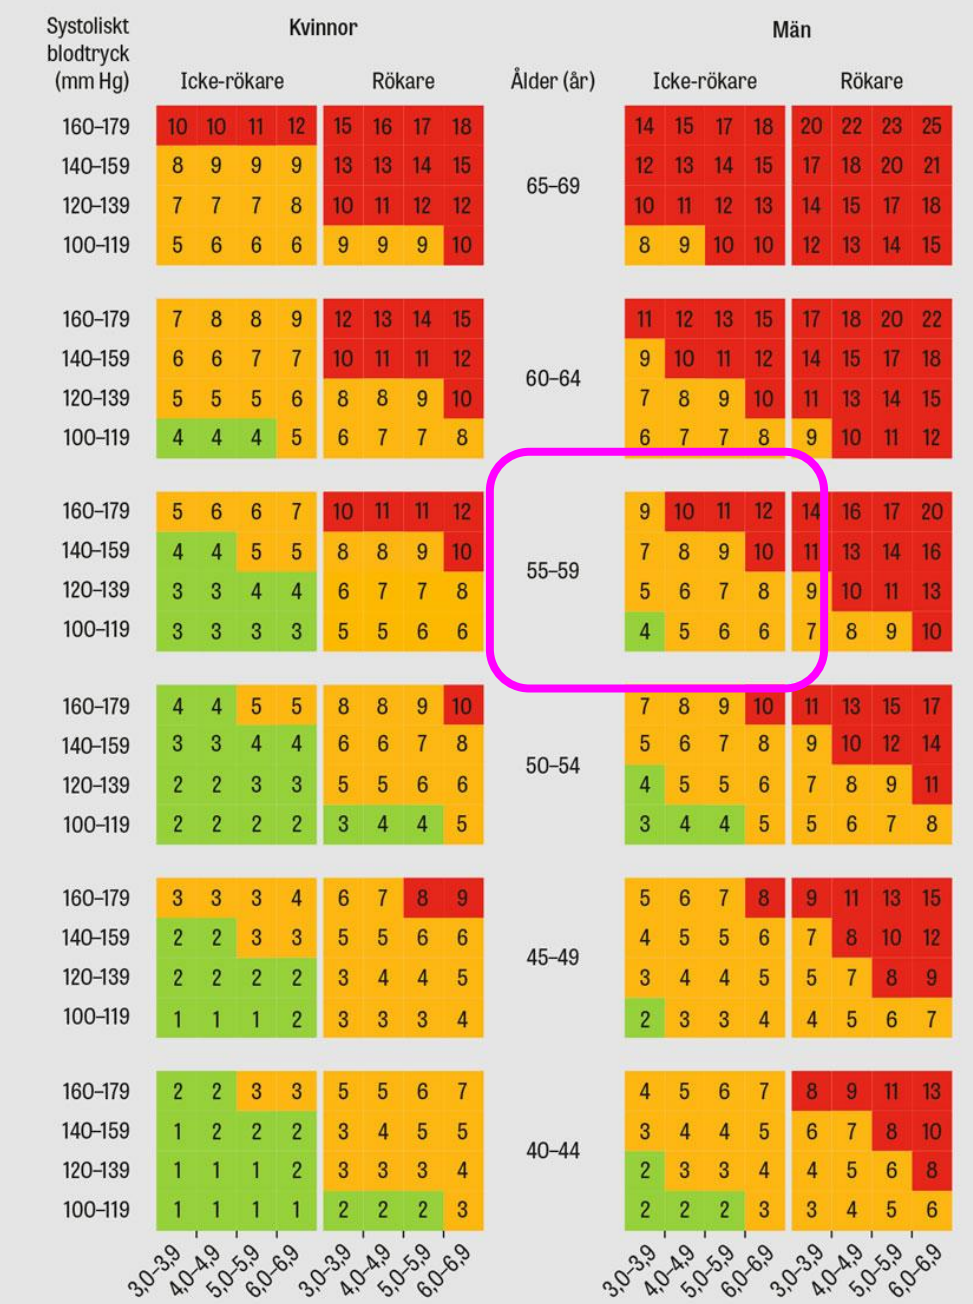 Systoliskt
blodtryck
(mm Hg)
Kvinnor
Män
Icke-rökare Rökare Ålder (år) Icke-rökare Rökare
160–179 10 10 11 12 15 16 17 18 14 15 17 18 20 22 23 25
140–159 8 9 9 9 13 13 14 15 12 13 14 15 17 18 20 21
65–69
120–139 7 7 7 8 10 11 12 12 10 11 12 13 14 15 17 18
100–119 5 6 6 6 9 9 9 10 8 9 10 10 12 13 14 15
160–179 7 8 8 9 12 13 14 15 11 12 13 15 17 18 20 22
140–159 6 6 7 7 10 11 11 12 9 10 11 12 14 15 17 18
60–64
120–139 5 5 5 6 8 8 9 10 7 8 9 10 11 13 14 15
100–119 4 4 4 5 6 7 7 8 6 7 7 8 9 10 11 12
160–179 5 6 6 7 10 11 11 12 9 10 11 12 14 16 17 20
140–159 4 4 5 5 8 8 9 10 7 8 9 10 11 13 14 16
55–59
120–139 3 3 4 4 6 7 7 8 5 6 7 8 9 10 11 13
100–119 3 3 3 3 5 5 6 6 4 5 6 6 7 8 9 10
160–179 4 4 5 5 8 8 9 10 7 8 9 10 11 13 15 17
140–159 3 3 4 4 6 6 7 8 5 6 7 8 9 10 12 14
50–54
120–139 2 2 3 3 5 5 6 6 4 5 5 6 7 8 9 11
100–119 2 2 2 2 3 4 4 5 3 4 4 5 5 6 7 8
160–179 3 3 3 4 6 7 8 9 5 6 7 8 9 11 13 15
140–159 2 2 3 3 5 5 6 6 4 5 5 6 7 8 10 12
45–49
120–139 2 2 2 2 3 4 4 5 3 4 4 5 5 7 8 9
100–119 1 1 1 2 3 3 3 4 2 3 3 4 4 5 6 7
160–179 2 2 3 3 5 5 6 7 4 5 6 7 8 9 11 13
140–159 1 2 2 2 3 4 5 5 3 4 4 5 6 7 8 10
40–44
120–139 1 1 1 2 3 3 3 4 2 3 3 4 4 5 6 8
100–119 1 1 1 1 2 2 2 3 2 2 2 3 3 4 5 6
3,0–3,9 4,0–4,9 5,0–5,9 6,0–6,9 3,0–3,9 4,0–4,9 5,0–5,9 6,0–6,9 3,0–3,9 4,0–4,9 5,0–5,9 6,0–6,9 3,0–3,9 4,0–4,9 5,0–5,9 6,0–6,9